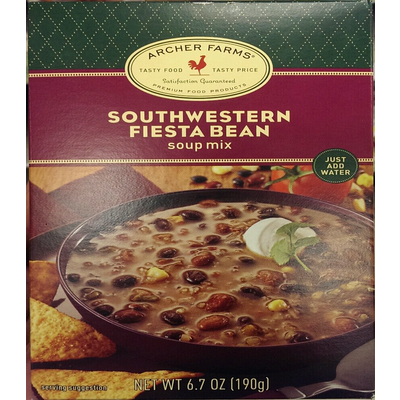 ARCHER FARMS®
TASTY FOOD TASTY PRICE
Satisfaction Guaranteed
PREMIUM FOOD PRODUCTS
SOUTHWESTERN
FIESTA BEAN
soup mix
JUST
ADD
WATER
serving suggestion
NET WT 6.7 OZ (190g)